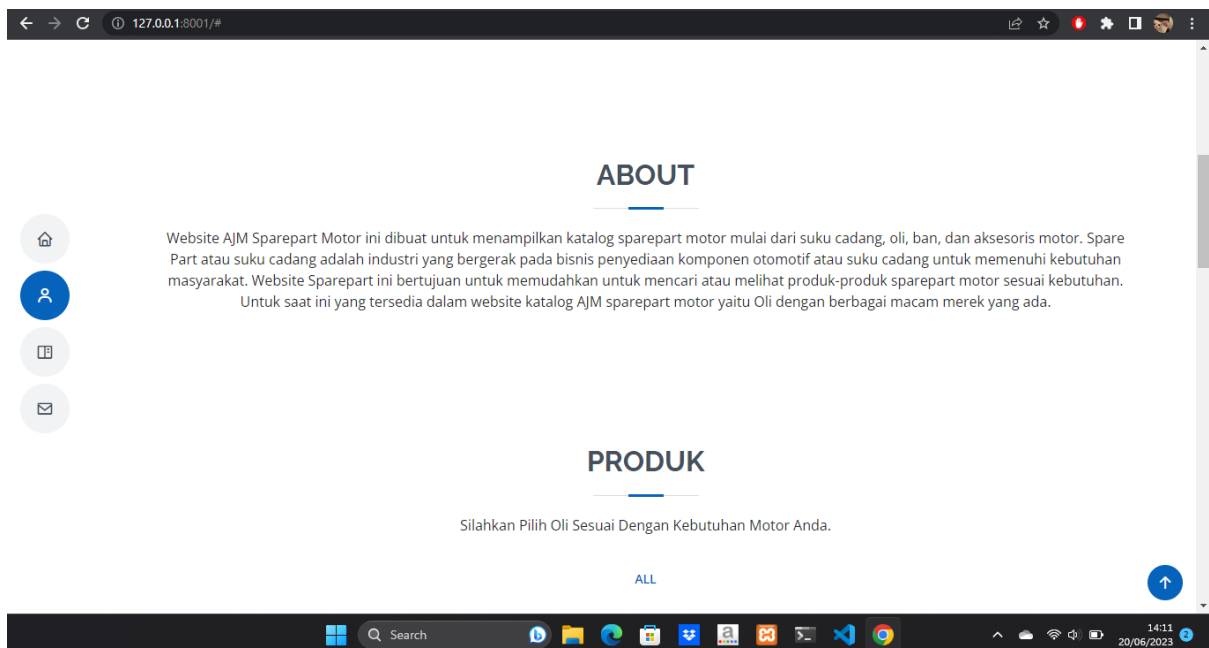 127.0.0.1:8001/#
ABOUT
Website AJM Sparepart Motor ini dibuat untuk menampilkan katalog sparepart motor mulai dari suku cadang, oli, ban, dan aksesoris motor. Spare
Part atau suku cadang adalah industri yang bergerak pada bisnis penyediaan komponen otomotif atau suku cadang untuk memenuhi kebutuhan
masyarakat. Website Sparepart ini bertujuan untuk memudahkan untuk mencari atau melihat produk-produk sparepart motor sesuai kebutuhan.
Untuk saat ini yang tersedia dalam website katalog AJM sparepart motor yaitu Oli dengan berbagai macam merek yang ada.
PRODUK
Silahkan Pilih Oli Sesuai Dengan Kebutuhan Motor Anda.
ALL
Search
14:11
20/06/2023
2